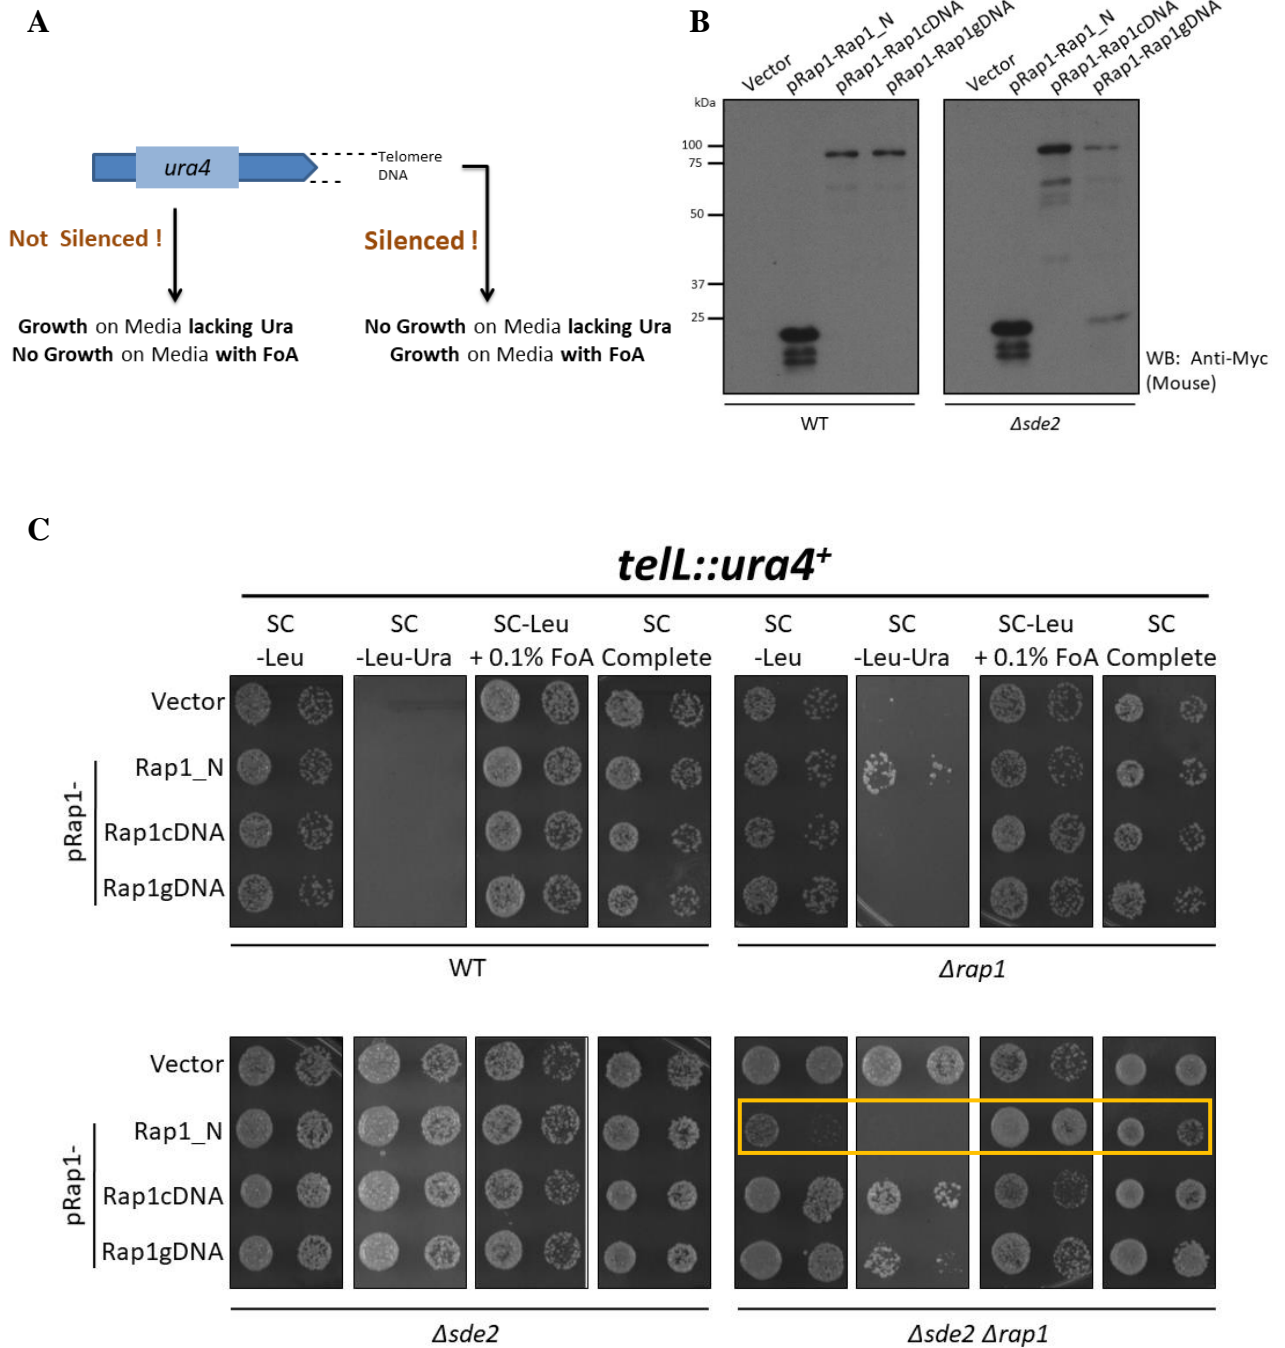 A
ura4
Telomere
DNA
Not Silenced !
Silenced !
Growth on Media lacking Ura
No Growth on Media with FoA
No Growth on Media lacking Ura
Growth on Media with FoA
B
Vector
pRap1-Rap1_N
pRap1-Rap1cDNA
pRap1-Rap1gDNA
Vector
pRap1-Rap1_N
pRap1-Rap1cDNA
pRap1-Rap1gDNA
kDa
100
75
50
37
25
WB: Anti-Myc
(Mouse)
WT
Δsde2
C
telL::ura4+
SC
-Leu
SC
-Leu-Ura
SC-Leu
+ 0.1% FoA
SC
Complete
SC
-Leu
SC
-Leu-Ura
SC-Leu
+ 0.1% FoA
SC
Complete
Vector
pRap1-
Rap1_N
Rap1cDNA
Rap1gDNA
WT
Δrap1
Vector
pRap1-
Rap1_N
Rap1cDNA
Rap1gDNA
Δsde2
Δsde2 Δrap1